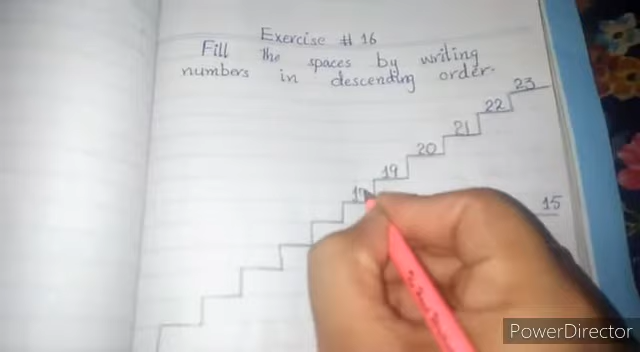 Exercise # 16
Fill the spaces by writing
numbers in descending order.
23
22
21
20
19
15
PowerDirector